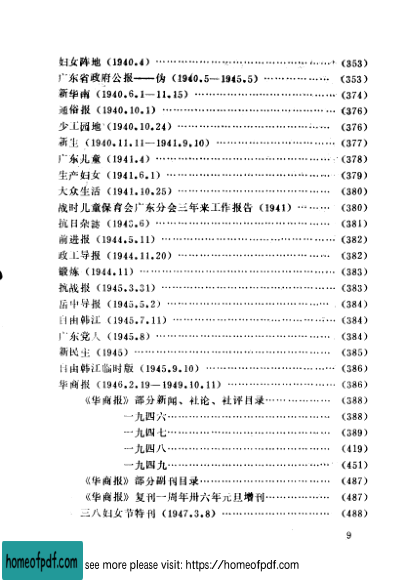 妇女阵地（1940.4）……………………………（353）
广东省政府公报——伪（1940.5—1945.5）………………（353）
新华南（1940.6.1—11.15）……………………（374）
通俗报（1940.10.1）……………………………（376）
少工园地（1940.10.24）…………………………（376）
新生（1940.11.11—1941.9.10）…………………（377）
广东儿童（1941.4）……………………………（378）
生产妇女（1941.6.1）……………………………（379）
大众生活（1941.10.25）…………………………（380）
战时儿童保育会广东分会三年来工作报告（1941）………（380）
抗日杂志（1943.6）……………………………（381）
前进报（1944.5.11）……………………………（382）
政工导报（1944.11.20）…………………………（382）
锻炼（1944.11）………………………………（383）
抗战报（1945.3.31）……………………………（383）
岳中导报（1945.5.2）……………………………（384）
自由韩江（1945.7.11）…………………………（384）
广东党人（1945.8）……………………………（384）
新民主（1945）………………………………（385）
自由韩江临时版（1945.9.10）……………………（386）
华商报（1946.2.19—1949.10.11）…………………（386）
《华商报》部分新闻、社论、社评目录………………（388）
一九四六……………………………（388）
一九四七……………………………（389）
一九四八……………………………（419）
一九四九……………………………（451）
《华商报》部分副刊目录……………………（487）
《华商报》复刊一周年卅六年元旦增刊……………（487）
三八妇女节特刊（1947.3.8）…………………（488）
9
homeofpdf.com
see more please visit: https://homeofpdf.com